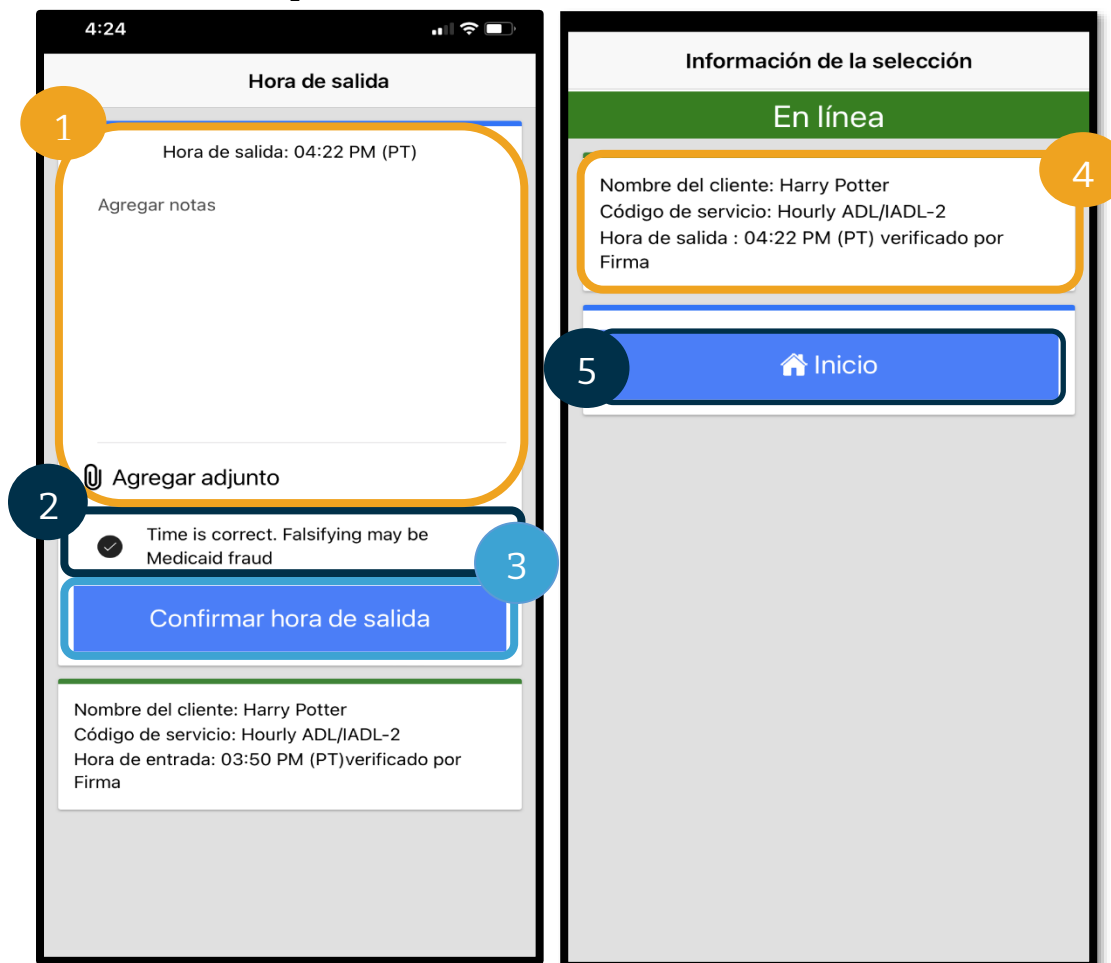 4:24
Hora de salida
1
Hora de salida: 04:22 PM (PT)
Agregar notas
Agregar adjunto
2
Time is correct. Falsifying may be
Medicaid fraud
3
Confirmar hora de salida
Nombre del cliente: Harry Potter
Código de servicio: Hourly ADL/IADL-2
Hora de entrada: 03:50 PM (PT)verificado por
Firma
Información de la selección
En línea
4
Nombre del cliente: Harry Potter
Código de servicio: Hourly ADL/IADL-2
Hora de salida : 04:22 PM (PT) verificado por
Firma
5
Inicio